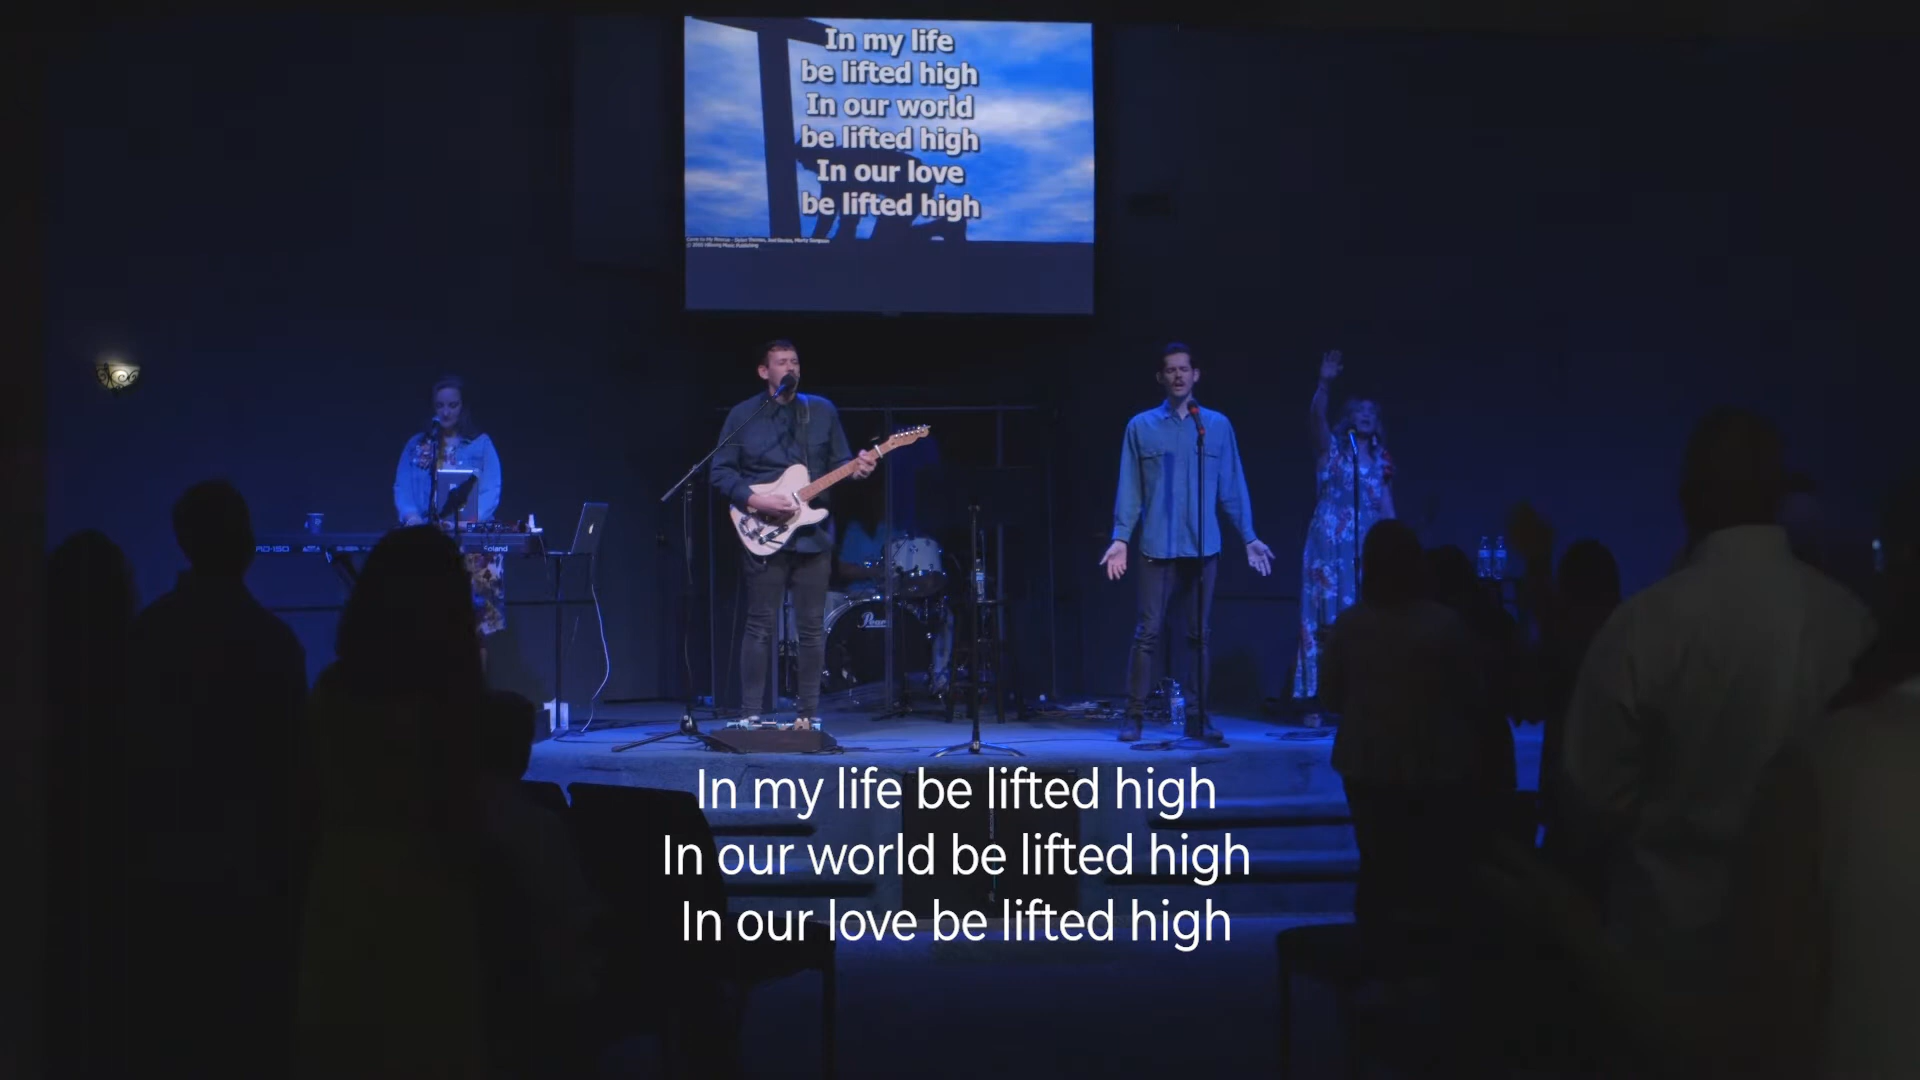 In my life
be lifted high
In our world
be lifted high
In our love
be lifted high
Roland
Pearl
In my life be lifted high
In our world be lifted high
In our love be lifted high